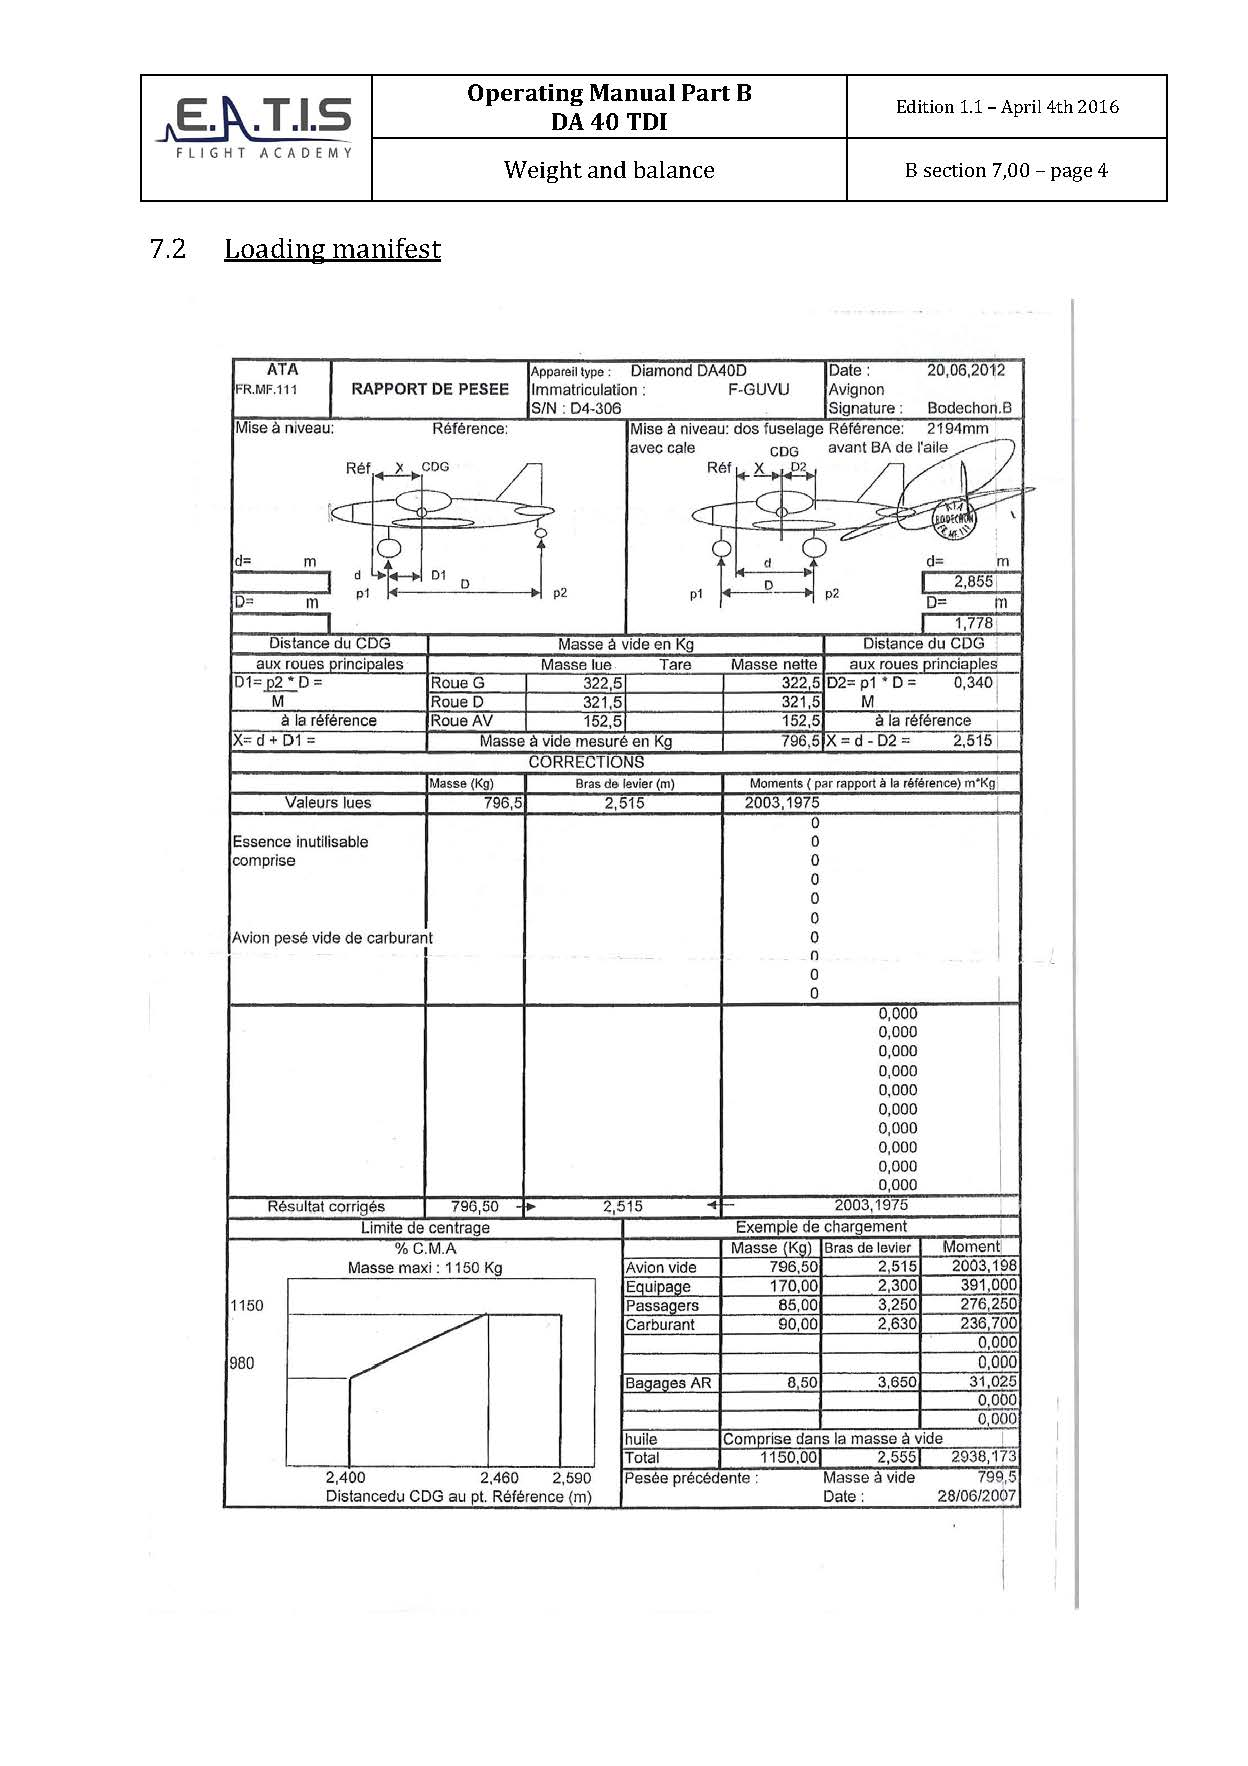 E.A.T.I.S
FLIGHT ACADEMY
Operating Manual Part B
DA 40 TDI
Edition 1.1 – April 4th 2016
Weight and balance
B section 7,00 – page 4
7.2 Loading manifest
ATA
FR.MF.111
RAPPORT DE PESEE
Appareil type : Diamond DA40D
Immatriculation : F-GUVU
S/N : D4-306
Date : 20,06,2012
Avignon
Signature : Bodechon.B
Mise à niveau: Référence:
Mise à niveau: dos fuselage Référence: 2194mm
avec cale avant BA de l'aile
Réf X CDG
Réf X CDG D2
d= m
d D1
D
p1 p2
D= m
d
D
p1 p2
d= m
2,855
D= m
1,778
Distance du CDG Masse à vide en Kg Distance du CDG
aux roues principales Masse lue Tare Masse nette aux roues princiaples
D1= p2 * D = Roue G 322,5 322,5 D2= p1 * D = 0,340
M Roue D 321,5 321,5 M
à la référence Roue AV 152,5 152,5 à la référence
X= d + D1 = Masse à vide mesuré en Kg 796,5 X = d - D2 = 2,515
CORRECTIONS
Masse (Kg) Bras de levier (m) Moments ( par rapport à la référence) m*Kg
Valeurs lues 796,5 2,515 2003,1975
0
Essence inutilisable 0
comprise 0
0
0
0
Avion pesé vide de carburant 0
0
0
0
0,000
0,000
0,000
0,000
0,000
0,000
0,000
0,000
0,000
0,000
Résultat corrigés 796,50 2,515 2003,1975
Limite de centrage
% C.M.A
Masse maxi : 1150 Kg
1150
980
2,400 2,460 2,590
Distancedu CDG au pt. Référence (m)
Exemple de chargement
Masse (Kg) Bras de levier Moment
Avion vide 796,50 2,515 2003,198
Equipage 170,00 2,300 391,000
Passagers 85,00 3,250 276,250
Carburant 90,00 2,630 236,700
0,000
0,000
Bagages AR 8,50 3,650 31,025
0,000
0,000
huile Comprise dans la masse à vide
Total 1150,00 2,555 2938,173
Pesée précédente : Masse à vide 799,5
Date : 28/06/2007